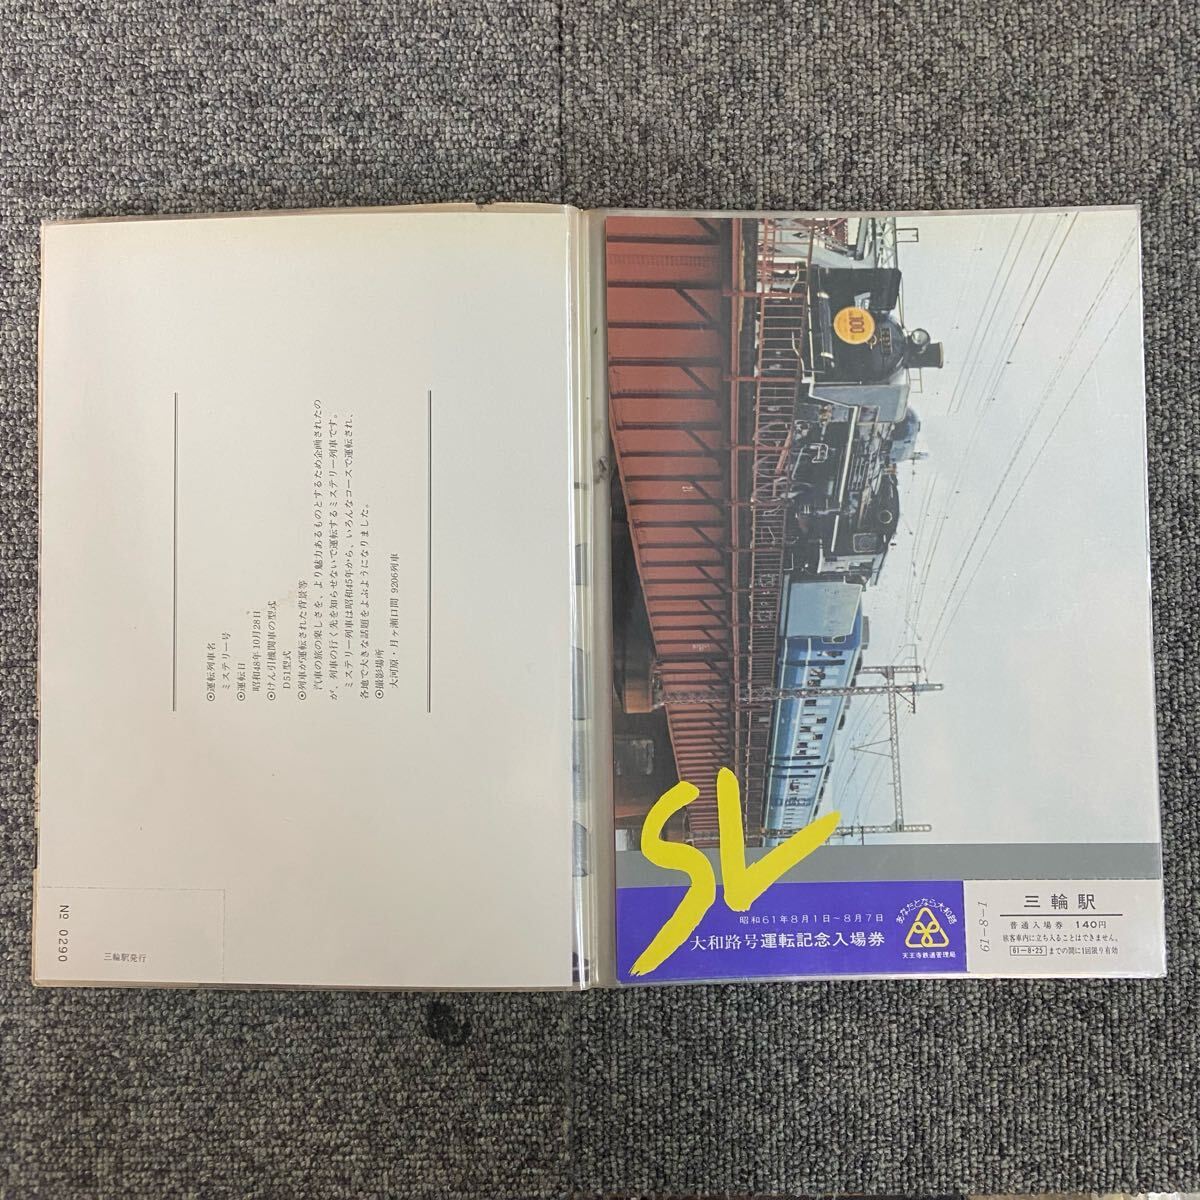 ⊙運転列車名
ミステリー号
⊙運転日
昭和48年10月28日
⊙けん引機関車の型式
D51型式
⊙列車が運転された背景等
汽車の旅の楽しさを、より魅力あるものとするため企画されたの
が、列車の行く先を知らせないで運転するミステリー列車です。
ミステリー列車は昭和45年から、いろんなコースで運転され、
各地で大きな話題をよぶようになりました。
⊙撮影場所
大河原・月ヶ瀬口間 9206列車
№ 0290
三輪駅発行
SL
昭和61年8月1日~8月7日
大和路号運転記念入場券
あなたとなら大和路
天王寺鉄道管理局
61-8-1
三輪駅
普通入場券 140円
旅客車内に立ち入ることはできません。
61-8・25 までの間に1回限り有効